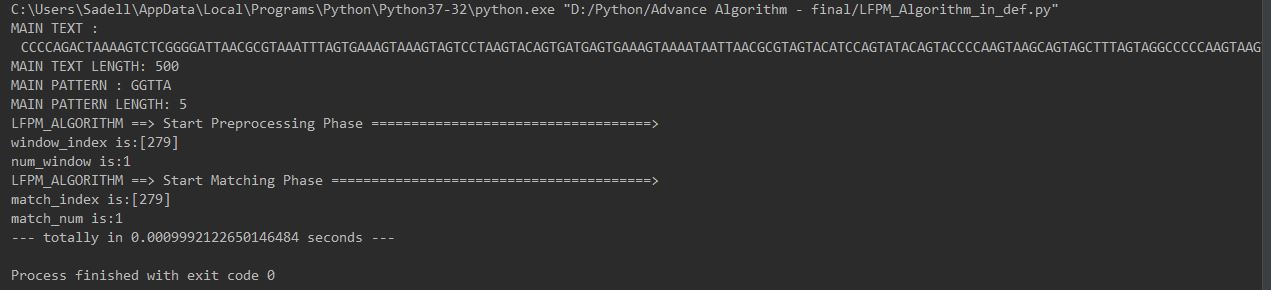 C:\Users\Sadell\AppData\Local\Programs\Python\Python37-32\python.exe "D:/Python/Advance Algorithm - final/LFPM_Algorithm_in_def.py"
MAIN TEXT :
CCCCAGACTAAAAGTCTCGGGGATTAACGCGTAAATTTAGTGAAAGTAAAGTAGTCCTAAGTACAGTGATGAGTGAAAGTAAAATAATTAACGCGTAGTACATCCAGTATACAGTACCCCAAGTAAGCAGTAGCTTTAGTAGGCCCCCAAGTAAG
MAIN TEXT LENGTH: 500
MAIN PATTERN : GGTTA
MAIN PATTERN LENGTH: 5
LFPM_ALGORITHM ==> Start Preprocessing Phase ===================================>
window_index is:[279]
num_window is:1
LFPM_ALGORITHM ==> Start Matching Phase ========================================>
match_index is:[279]
match_num is:1
--- totally in 0.0009992122650146484 seconds ---
Process finished with exit code 0